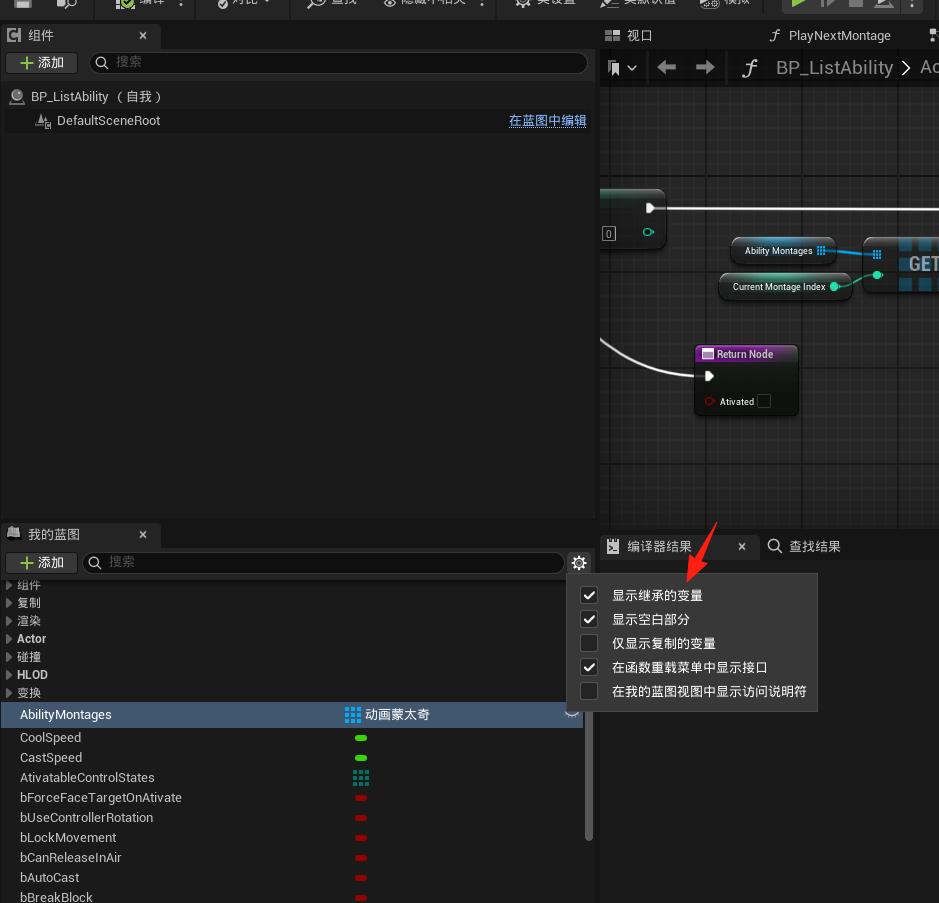 编译
对比
查找
隐藏不相关
类设置
类默认值
模拟
组件
视口
PlayNextMontage
添加
搜索
BP_ListAbility
BP_ListAbility （自我）
DefaultSceneRoot
在蓝图中编辑
0
Ability Montages
GET
Current Montage Index
Return Node
Ativated
我的蓝图
编译器结果
查找结果
添加
搜索
组件
复制
渲染
Actor
碰撞
HLOD
变换
显示继承的变量
显示空白部分
仅显示复制的变量
在函数重载菜单中显示接口
在我的蓝图视图中显示访问说明符
AbilityMontages
动画蒙太奇
CoolSpeed
CastSpeed
AtivatableControlStates
bForceFaceTargetOnAtivate
bUseControllerRotation
bLockMovement
bCanReleaseInAir
bAutoCast
bBreakBlock